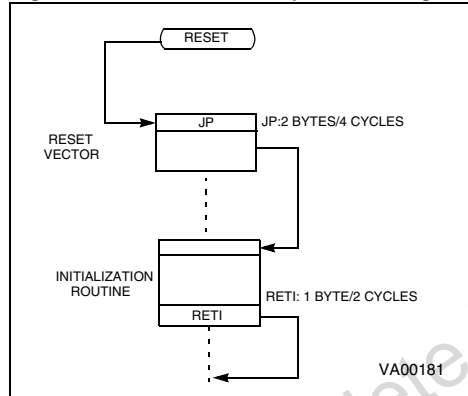 RESET
JP
JP:2 BYTES/4 CYCLES
RESET
VECTOR
INITIALIZATION
ROUTINE
RETI: 1 BYTE/2 CYCLES
RETI
VA00181